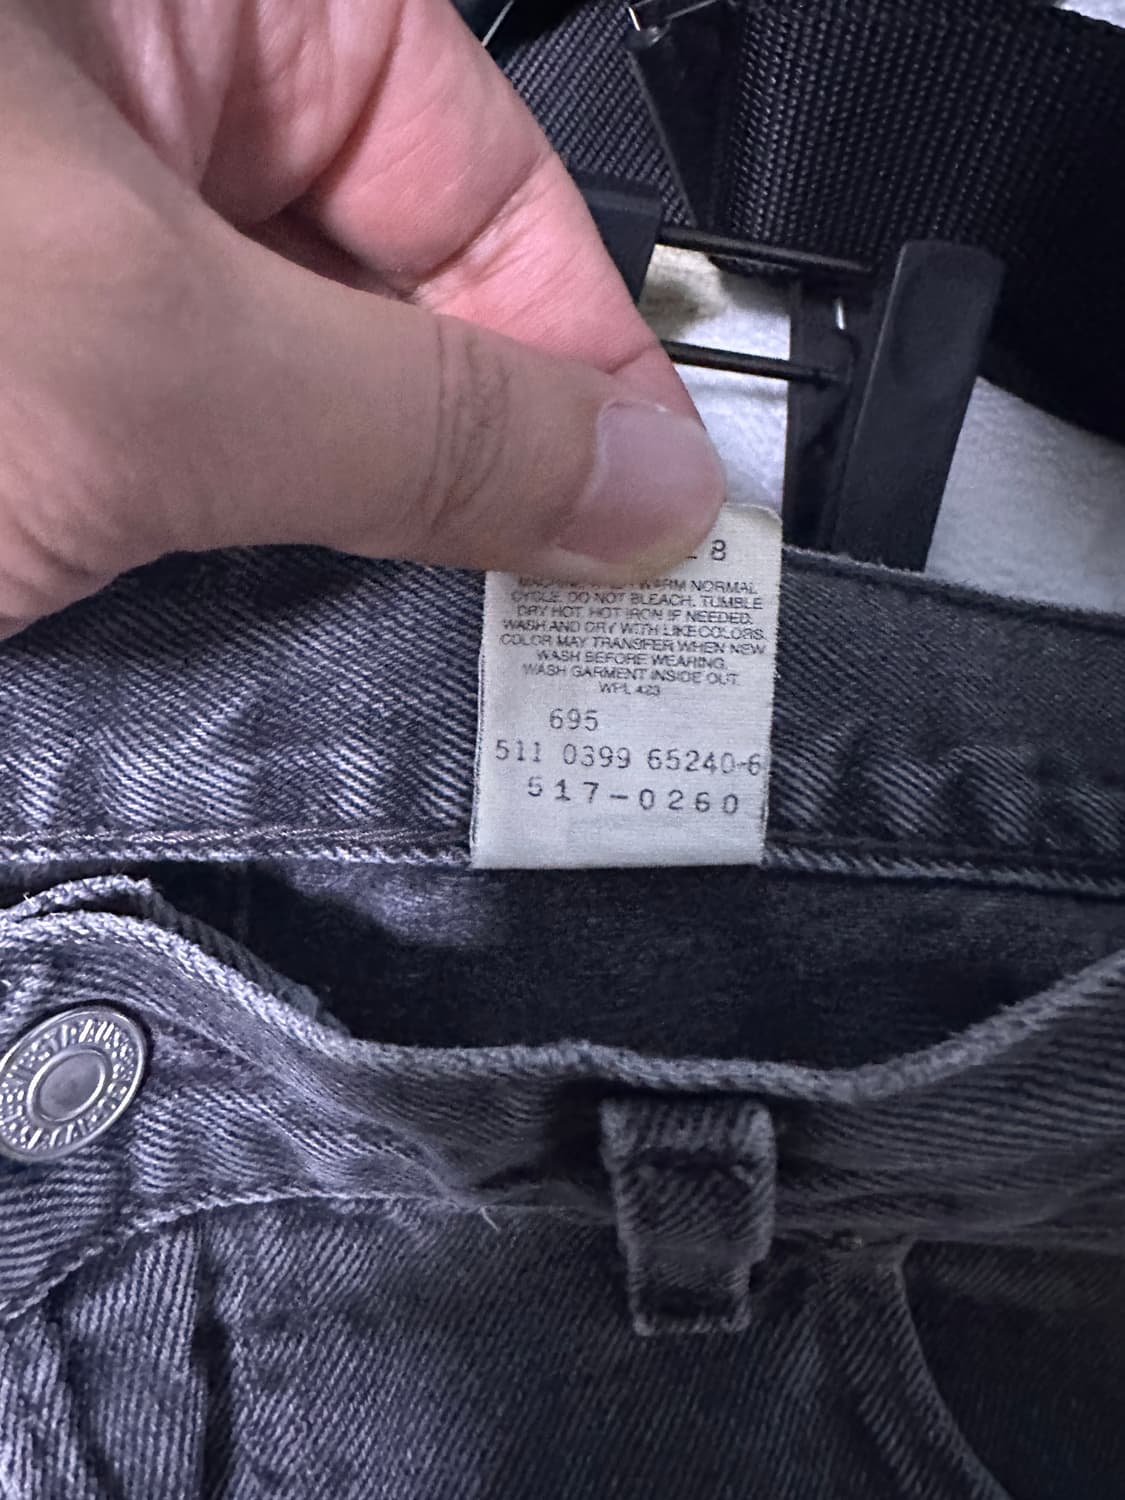 8
WARM NORMAL
CYCLE. DO NOT BLEACH. TUMBLE
DRY HOT. HOT IRON IF NEEDED.
WASH AND DRY WITH LIKE COLORS.
COLOR MAY TRANSFER WHEN NEW
WASH BEFORE WEARING.
WASH GARMENT INSIDE OUT.
WPL 423
695
511 0399 65240-6
517-0260
STRAUSS